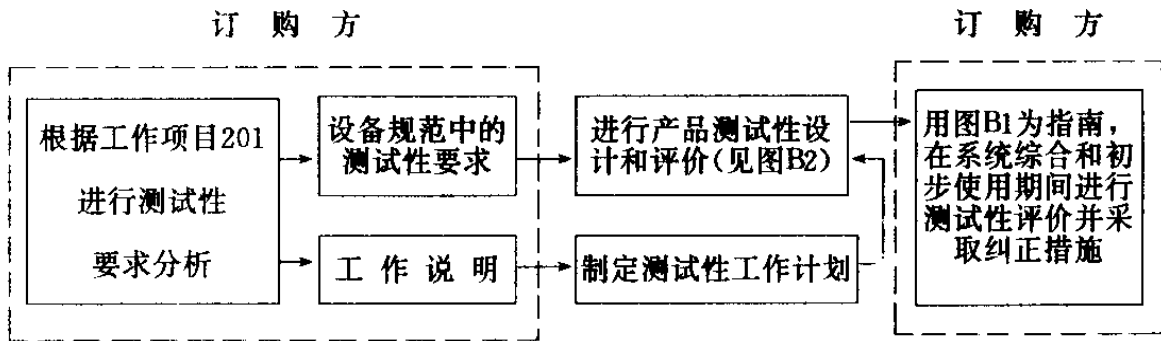 订购方
订购方
根据工作项目201
进行测试性
要求分析
设备规范中的
测试性要求
工作说明
进行产品测试性设
计和评价(见图B2)
制定测试性工作计划
用图B1为指南,
在系统综合和初
步使用期间进行
测试性评价并采
取纠正措施